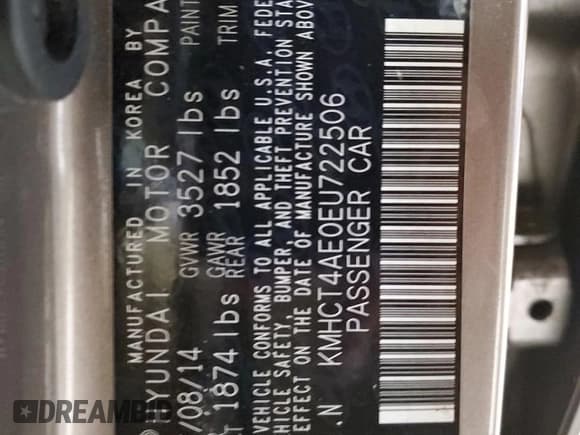 MANUFACTURED IN KOREA BY
HYUNDAI MOTOR COMPA
/08/14 GVWR 3527 lbs PAINT
T 1874 lbs GAWR REAR 1852 lbs TRIM
VEHICLE CONFORMS TO ALL APPLICABLE U.S.A. FEDE
HICLE SAFETY, BUMPER, AND THEFT PREVENTION STA
EFFECT ON THE DATE OF MANUFACTURE SHOWN ABOV
.N KMHCT4AE0EU722506
PASSENGER CAR
DREAMBID